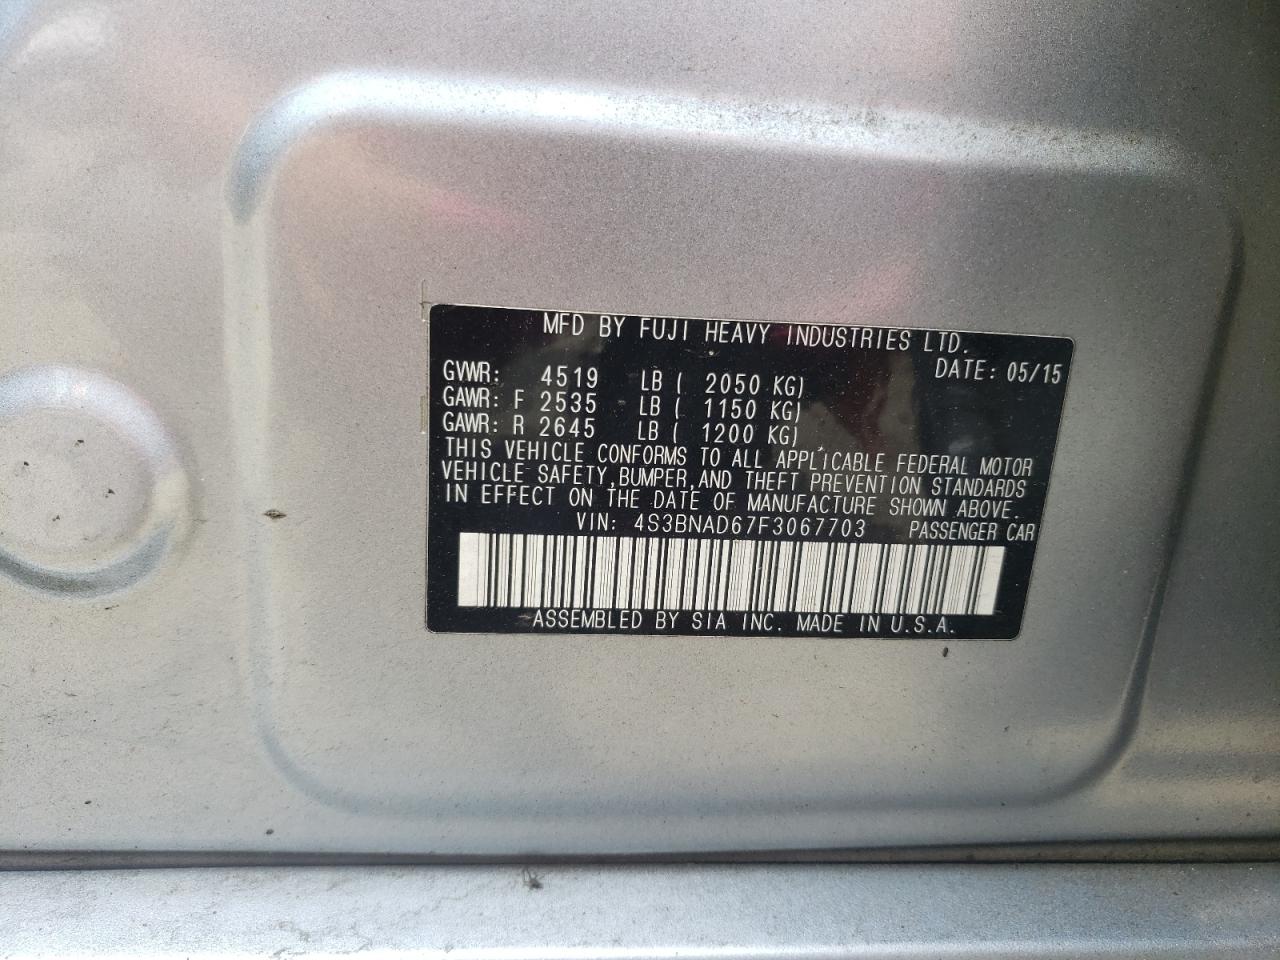 MFD BY FUJI HEAVY INDUSTRIES LTD.
DATE: 05/15
GVWR: 4519 LB ( 2050 KG)
GAWR: F 2535 LB ( 1150 KG)
GAWR: R 2645 LB ( 1200 KG)
THIS VEHICLE CONFORMS TO ALL APPLICABLE FEDERAL MOTOR
VEHICLE SAFETY, BUMPER, AND THEFT PREVENTION STANDARDS
IN EFFECT ON THE DATE OF MANUFACTURE SHOWN ABOVE.
VIN: 4S3BNAD67F3067703 PASSENGER CAR
ASSEMBLED BY SIA INC. MADE IN U.S.A.